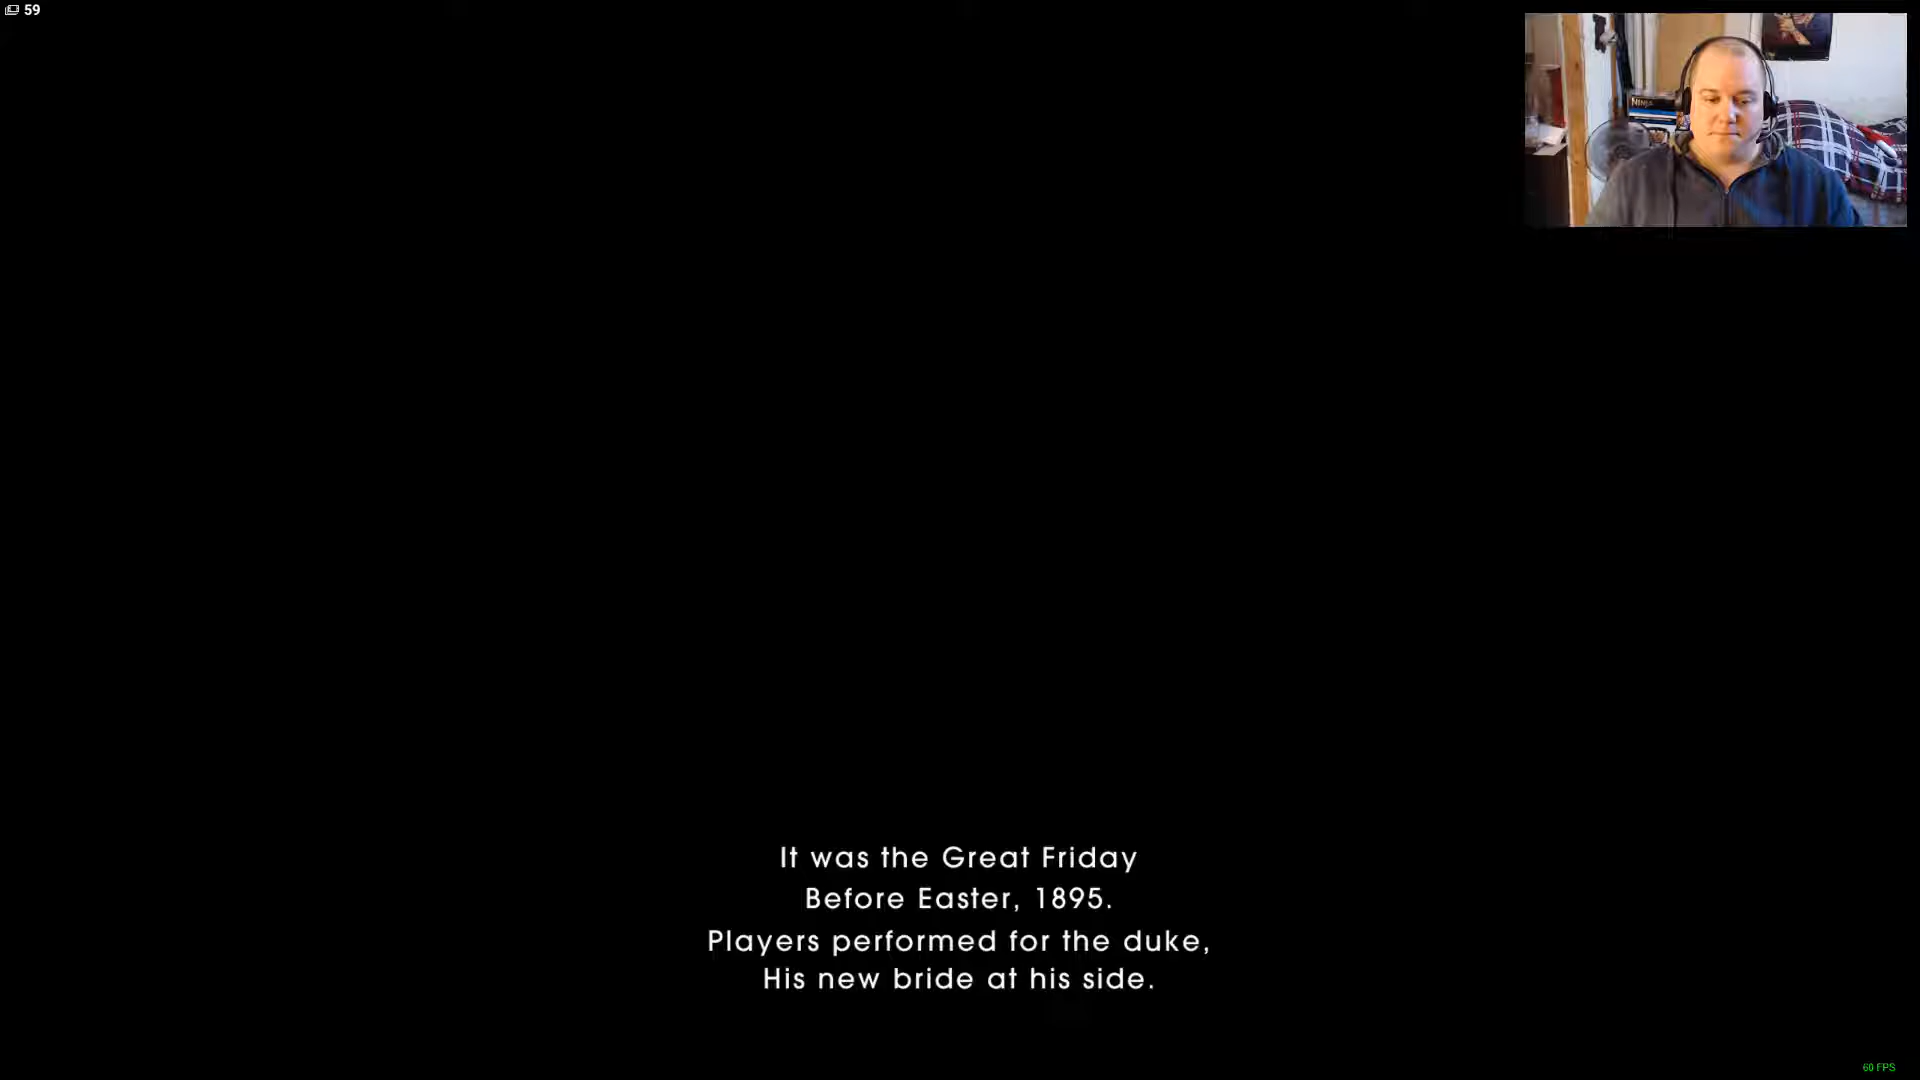 59
NINJA
It was the Great Friday
Before Easter, 1895.
Players performed for the duke,
His new bride at his side.
60 FPS